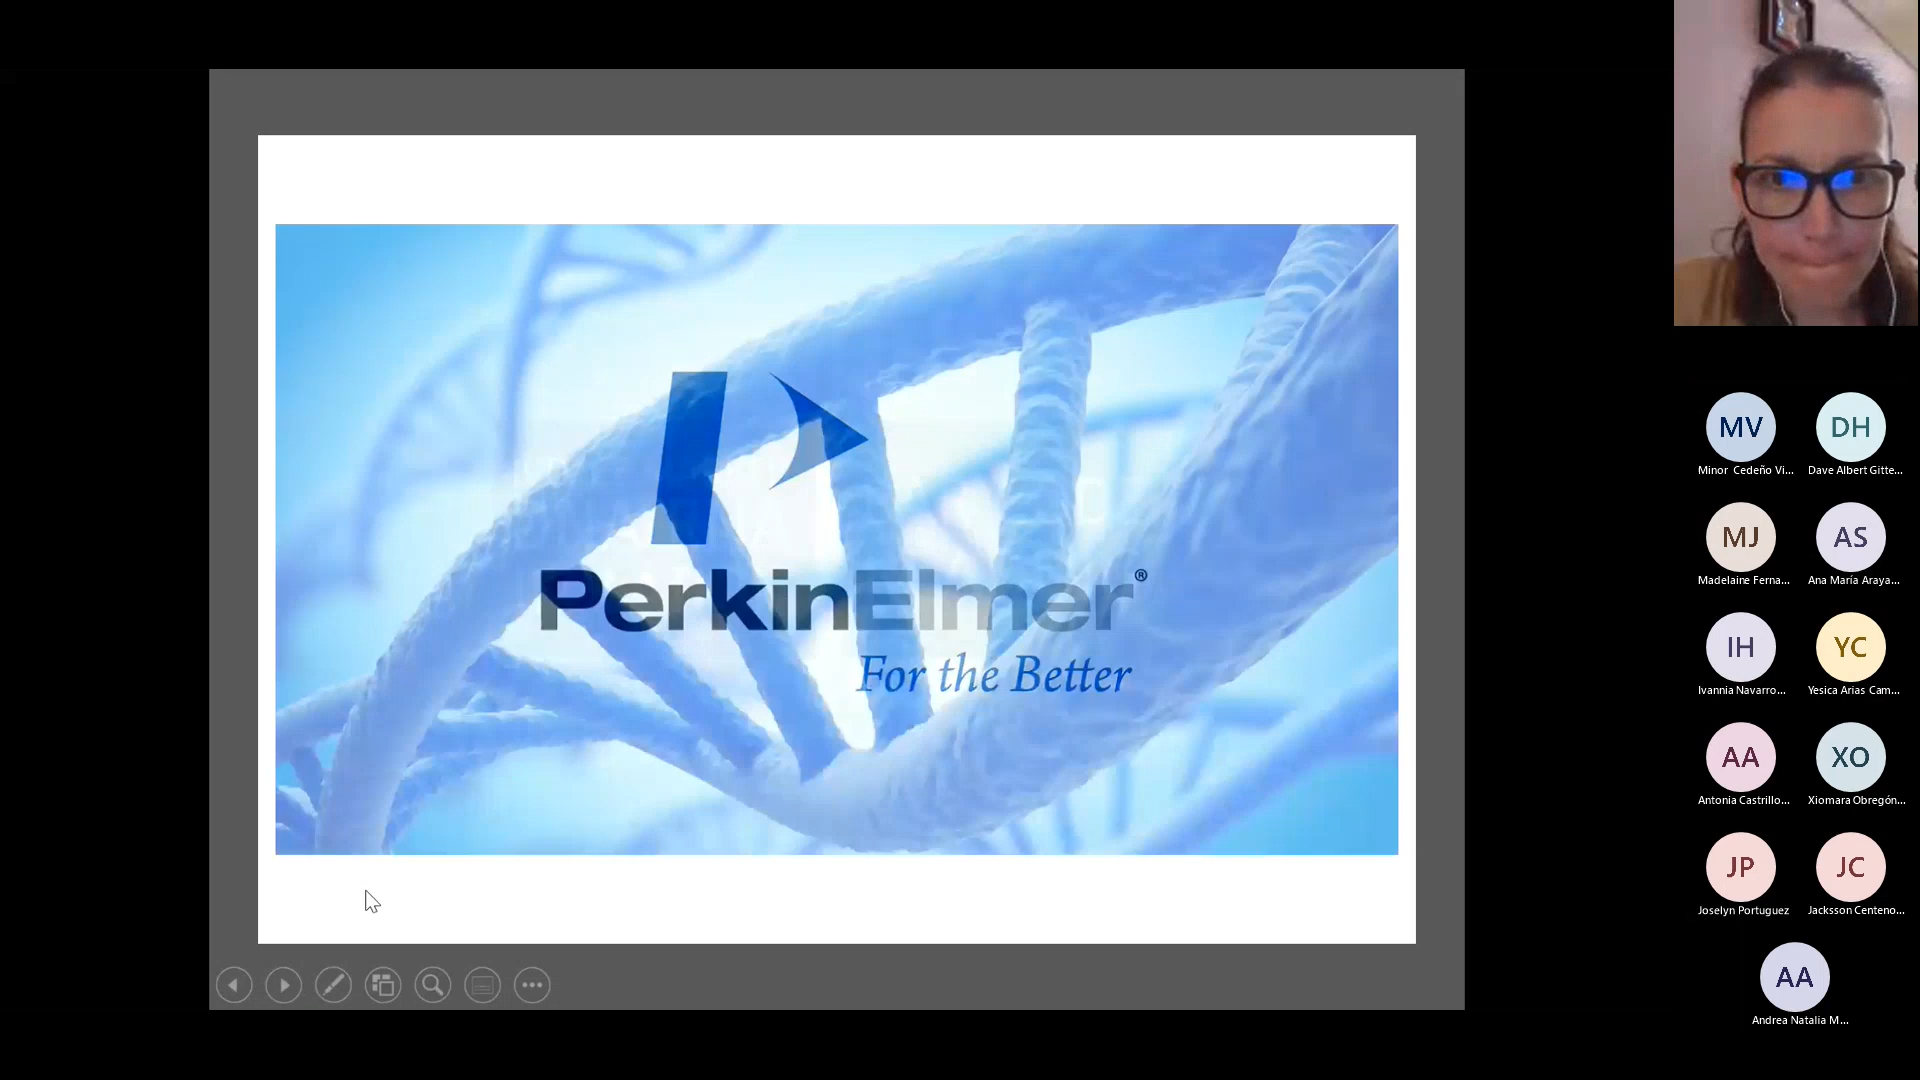 PerkinElmer®
For the Better
MV
DH
Minor Cedeño Vi...
Dave Albert Gitte...
MJ
AS
Madelaine Ferna...
Ana María Araya...
IH
YC
Ivannia Navarro...
Yesica Arias Cam...
AA
XO
Antonia Castrillo...
Xiomara Obregón...
JP
JC
Joselyn Portuguez
Jacksson Centeno...
AA
Andrea Natalia M...